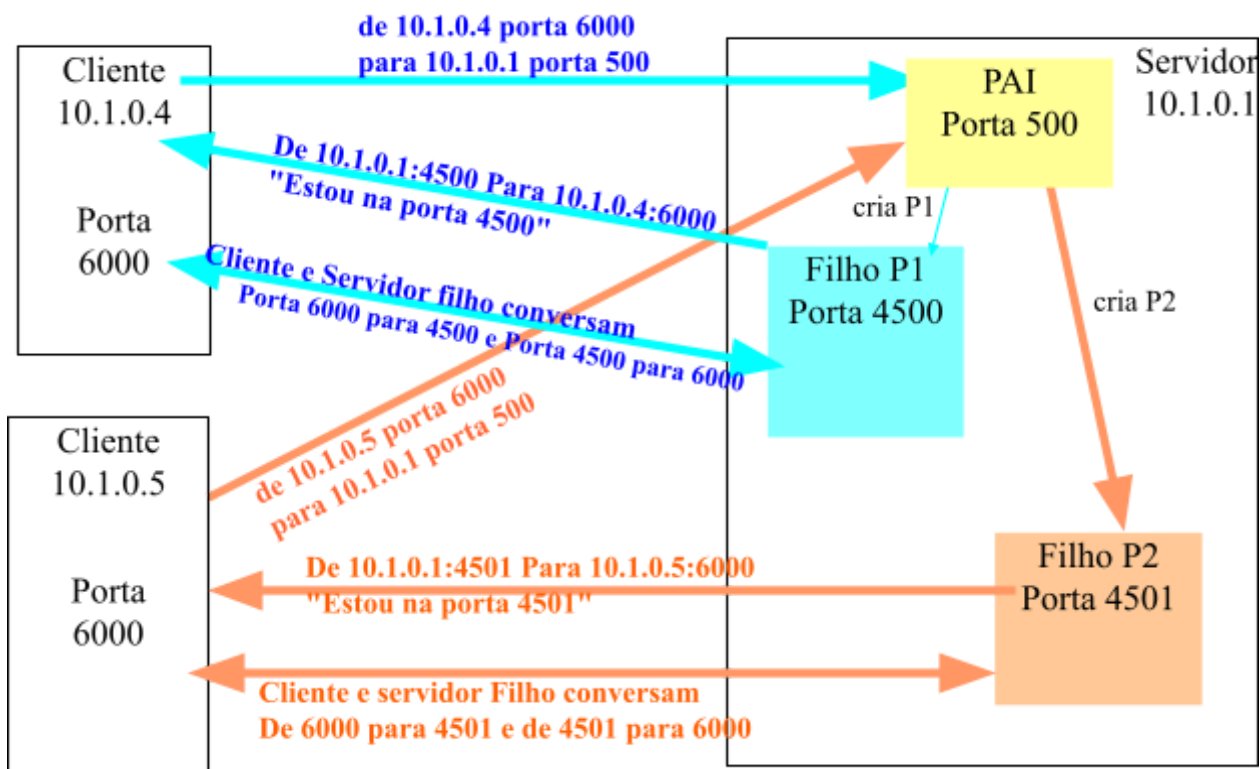 de 10.1.0.4 porta 6000
para 10.1.0.1 porta 500
Cliente
10.1.0.4
Porta
6000
Servidor
10.1.0.1
PAI
Porta 500
De 10.1.0.1:4500 Para 10.1.0.4:6000
"Estou na porta 4500"
cria P1
Filho P1
Porta 4500
cria P2
Cliente e Servidor filho conversam
Porta 6000 para 4500 e Porta 4500 para 6000
de 10.1.0.5 porta 6000
para 10.1.0.1 porta 500
Cliente
10.1.0.5
Porta
6000
De 10.1.0.1:4501 Para 10.1.0.5:6000
"Estou na porta 4501"
Filho P2
Porta 4501
Cliente e servidor Filho conversam
De 6000 para 4501 e de 4501 para 6000